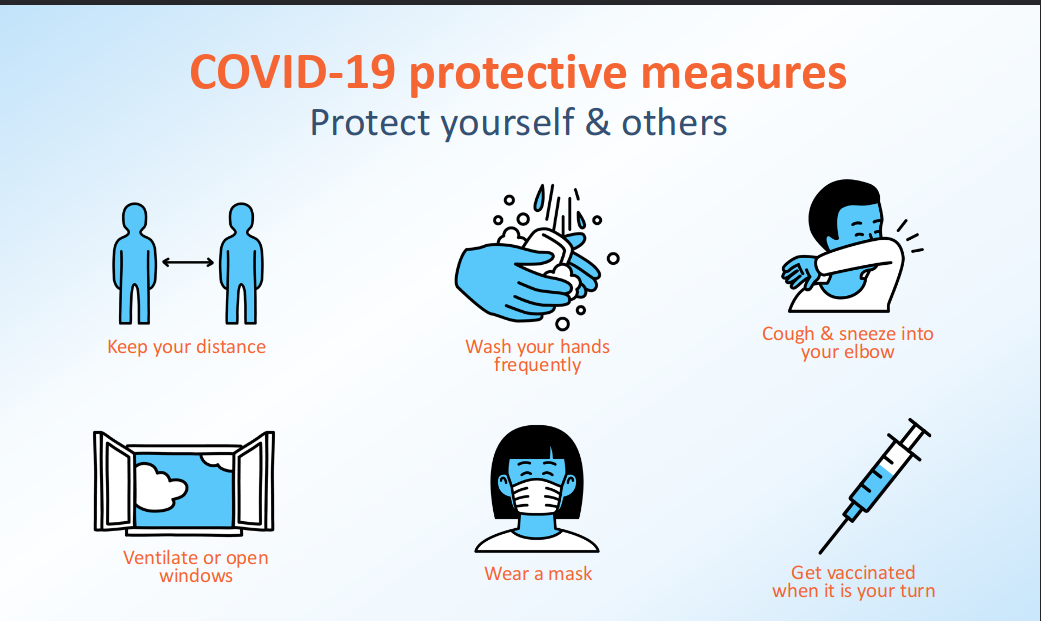 COVID-19 protective measures
Protect yourself & others
Keep your distance
Wash your hands
frequently
Cough & sneeze into
your elbow
Ventilate or open
windows
Wear a mask
Get vaccinated
when it is your turn